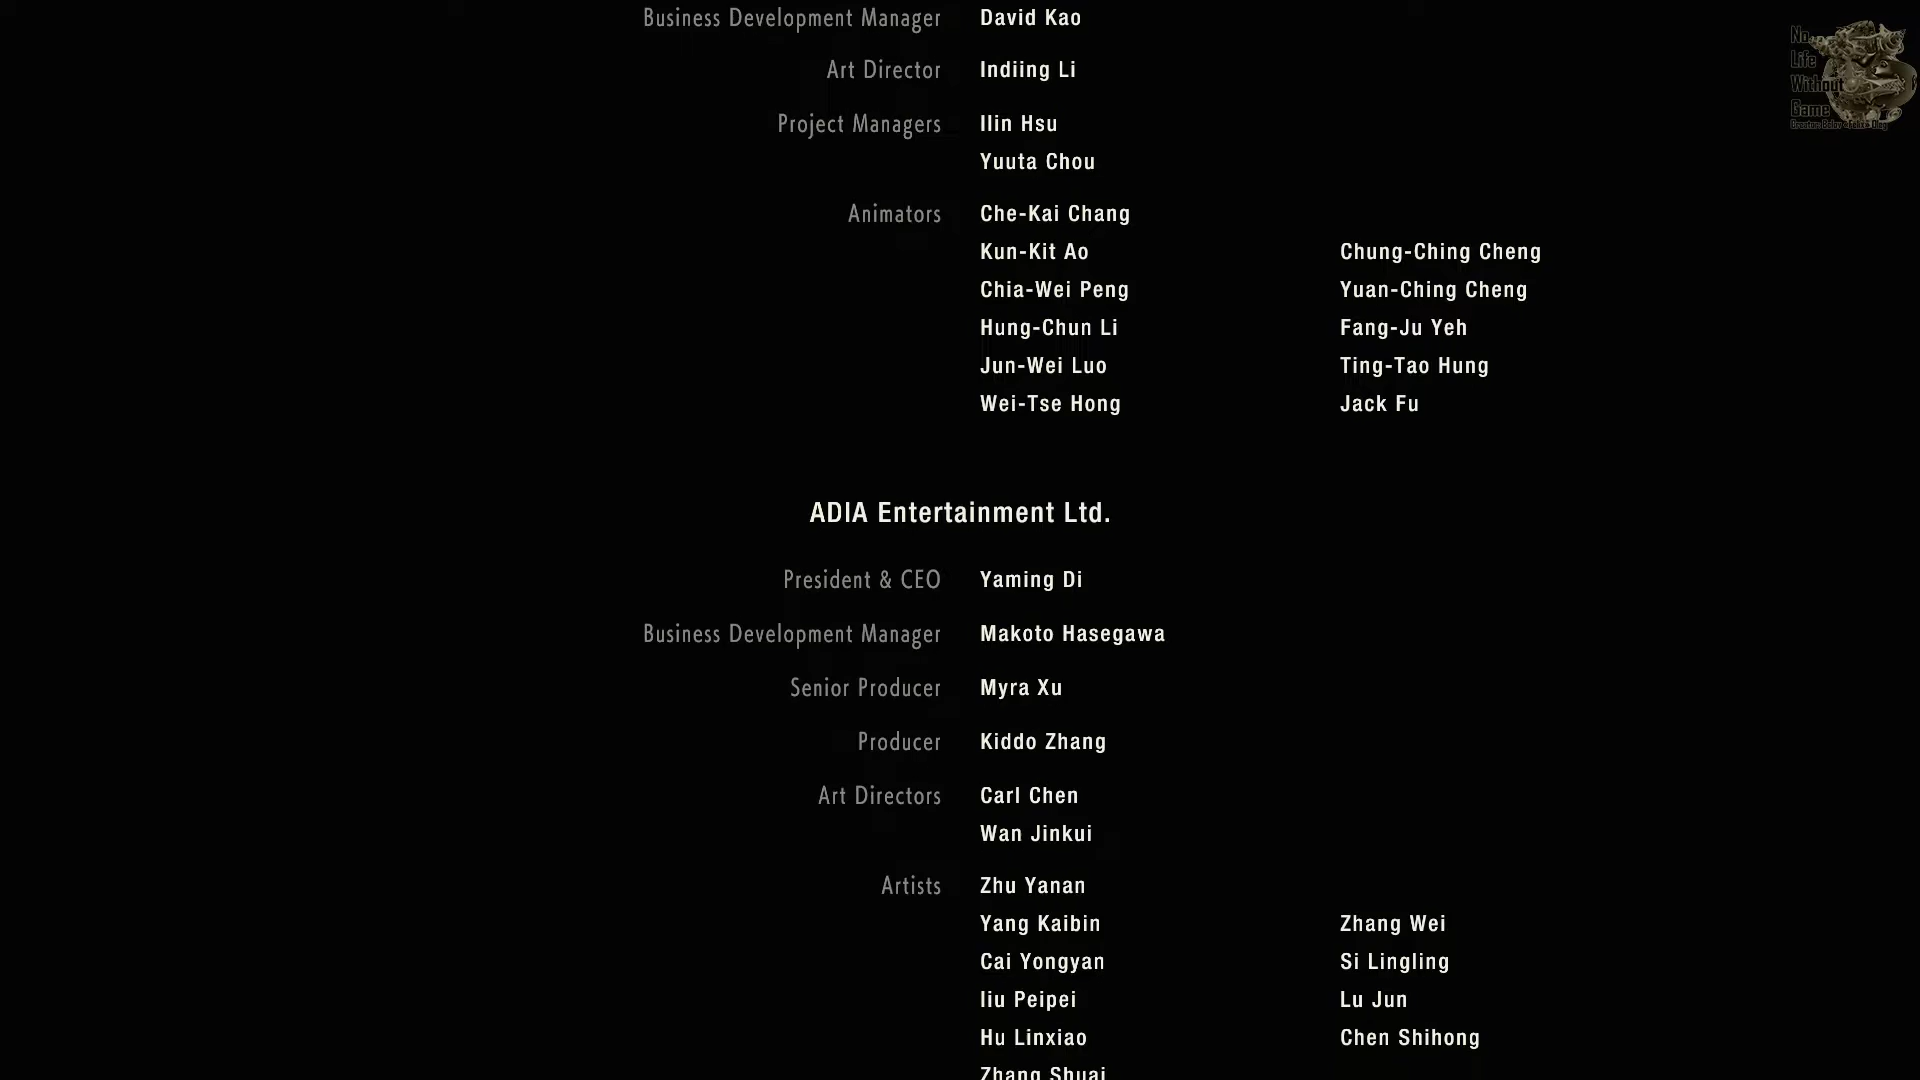 Business Development Manager David Kao
Art Director Indiing Li
Project Managers Ilin Hsu
Yuuta Chou
Animators Che-Kai Chang
Kun-Kit Ao Chung-Ching Cheng
Chia-Wei Peng Yuan-Ching Cheng
Hung-Chun Li Fang-Ju Yeh
Jun-Wei Luo Ting-Tao Hung
Wei-Tse Hong Jack Fu
ADIA Entertainment Ltd.
President & CEO Yaming Di
Business Development Manager Makoto Hasegawa
Senior Producer Myra Xu
Producer Kiddo Zhang
Art Directors Carl Chen
Wan Jinkui
Artists Zhu Yanan
Yang Kaibin Zhang Wei
Cai Yongyan Si Lingling
liu Peipei Lu Jun
Hu Linxiao Chen Shihong
Zhang Shuai
No
Life
Without
Game